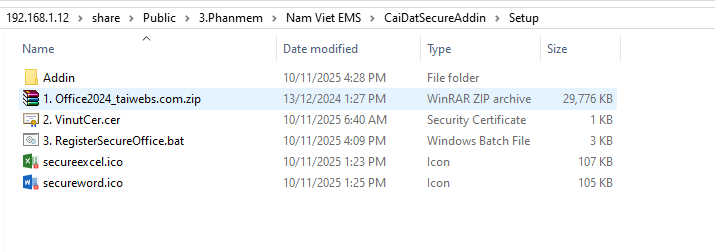 192.168.1.12 > share > Public > 3.Phanmem > Nam Viet EMS > CaiDatSecureAddin > Setup
Name Date modified Type Size
Addin 10/11/2025 4:28 PM File folder
1. Office2024_taiwebs.com.zip 13/12/2024 1:27 PM WinRAR ZIP archive 29,776 KB
2. VinutCer.cer 10/11/2025 6:40 AM Security Certificate 1 KB
3. RegisterSecureOffice.bat 10/11/2025 4:09 PM Windows Batch File 3 KB
secureexcel.ico 10/11/2025 1:23 PM Icon 107 KB
secureword.ico 10/11/2025 1:25 PM Icon 105 KB